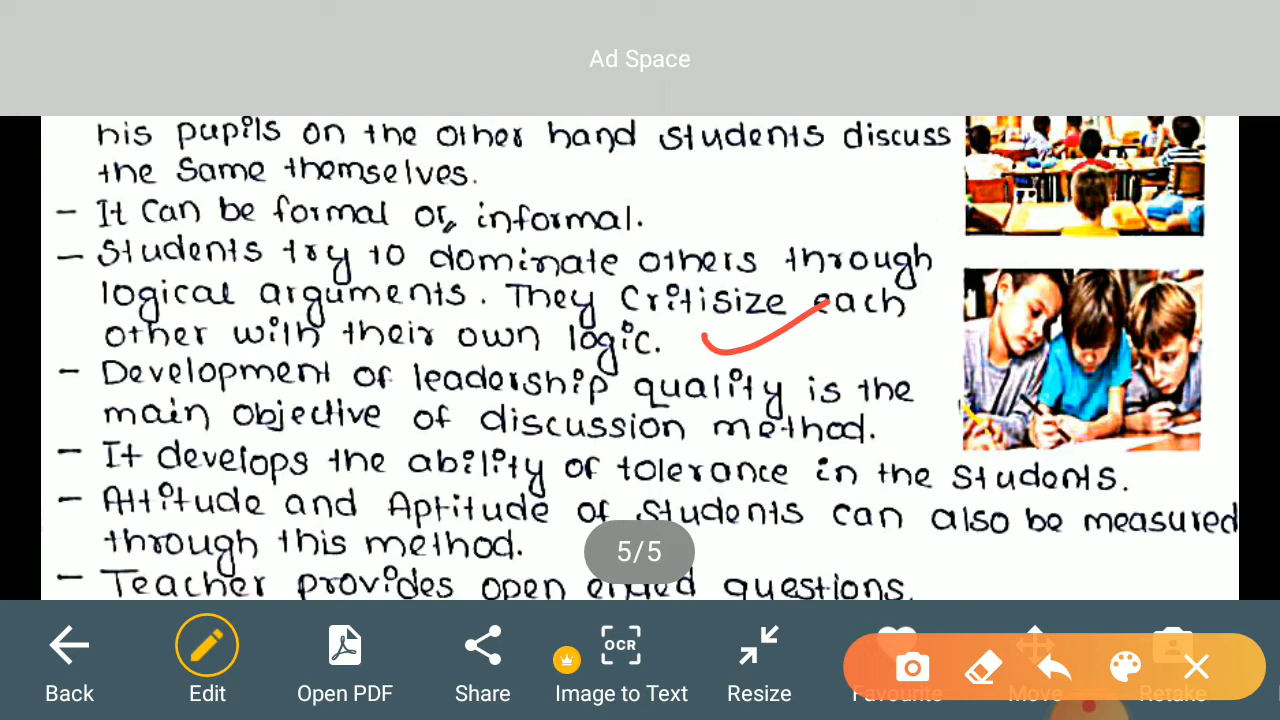 Ad Space
his pupils on the other hand students discuss
the same themselves.
- It can be formal or, informal.
- Students try to dominate others through
logical arguments. They Critisize each
other with their own logic.
- Development of leadership quality is the
main objective of discussion method.
- It develops the ability of tolerance in the students.
- Attitude and Aptitude of students can also be measured
through this method.
5/5
- Teacher provides open ended questions.
OCR
Back Edit Open PDF Share Image to Text Resize Favourite Move Retake